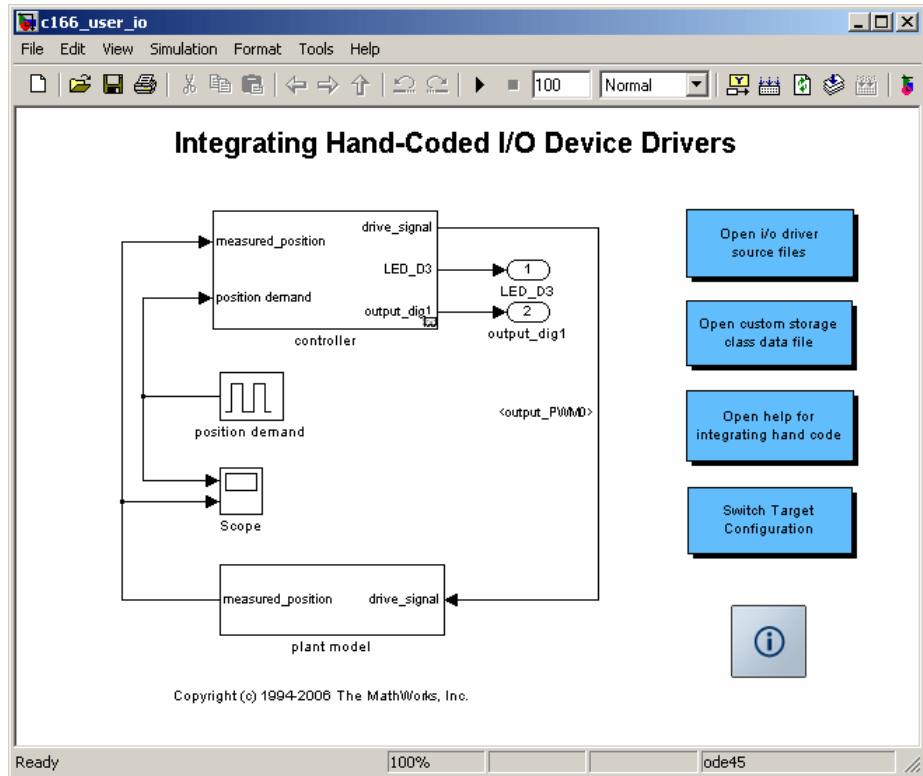 c166_user_io
File Edit View Simulation Format Tools Help
100 Normal
Integrating Hand-Coded I/O Device Drivers
measured_position
position demand
drive_signal
LED_D3
output_dig1
controller
1
LED_D3
2
output_dig1
position demand
<output_PWM0>
Scope
measured_position drive_signal
plant model
Open i/o driver
source files
Open custom storage
class data file
Open help for
integrating hand code
Switch Target
Configuration
Copyright (c) 1994-2006 The MathWorks, Inc.
Ready 100% ode45